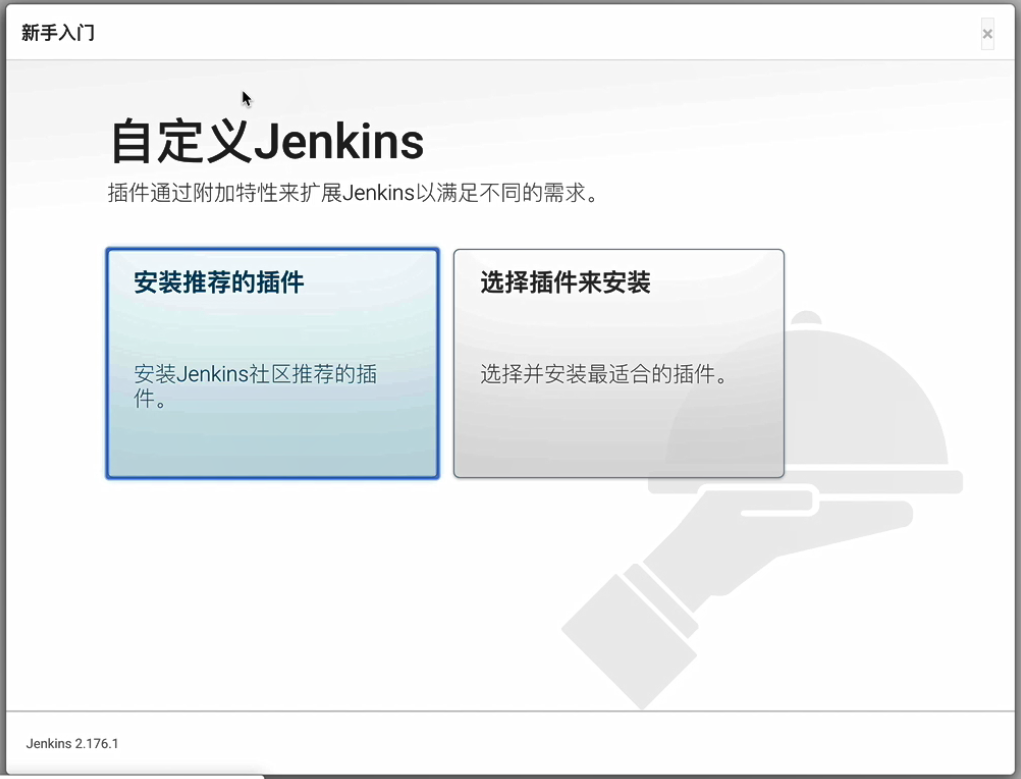 新手入门
×
自定义Jenkins
插件通过附加特性来扩展Jenkins以满足不同的需求。
安装推荐的插件
安装Jenkins社区推荐的插
件。
选择插件来安装
选择并安装最适合的插件。
Jenkins 2.176.1